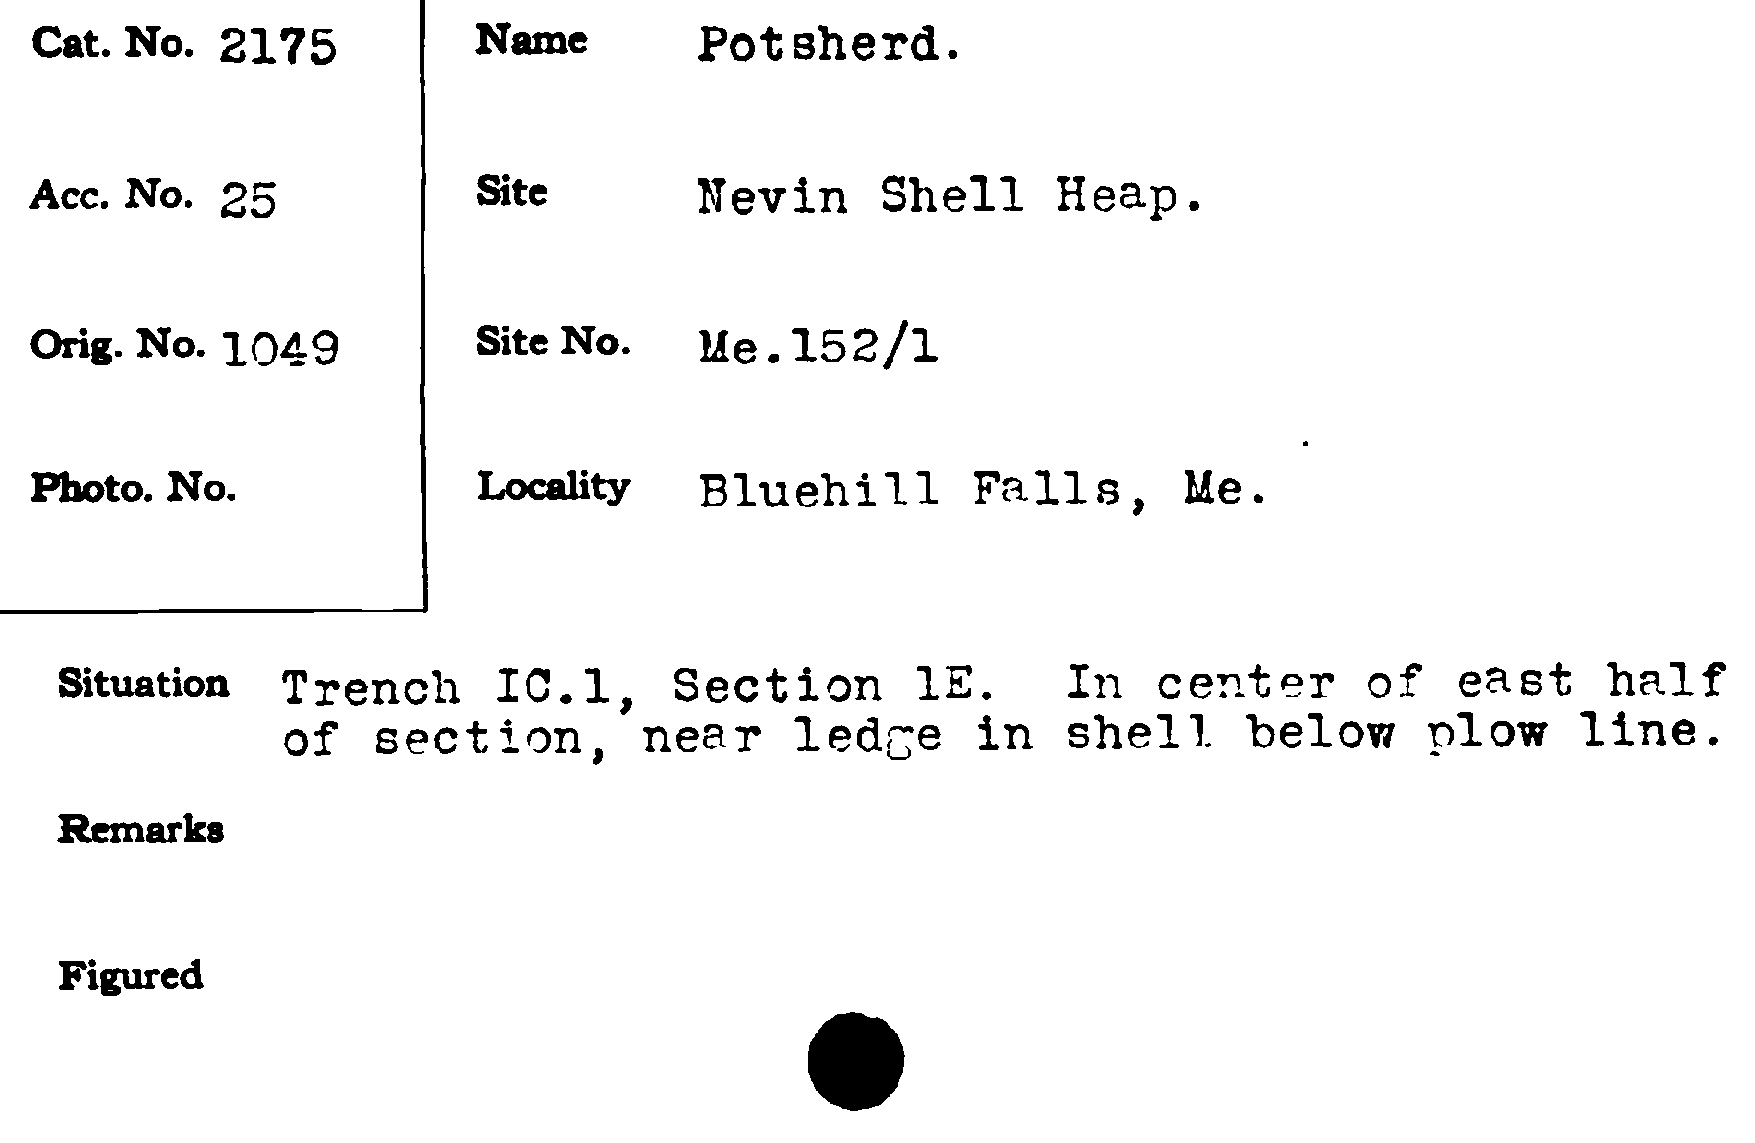 Cat. No. 2175
Name Potsherd.
Acc. No. 25
Site Nevin Shell Heap.
Orig. No. 1049
Site No. Me.152/1
Photo. No.
Locality Bluehill Falls, Me.
Situation Trench IC.1, Section 1E. In center of east half
of section, near ledge in shell below plow line.
Remarks
Figured